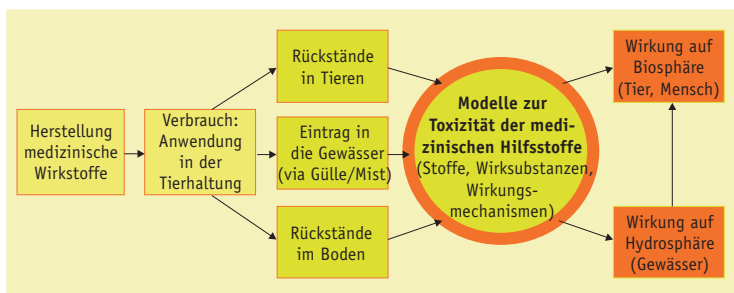 Herstellung
medizinische
Wirkstoffe
Verbrauch:
Anwendung
in der
Tierhaltung
Rückstände
in Tieren
Eintrag in
die Gewässer
(via Gülle/Mist)
Rückstände
im Boden
Modelle zur
Toxizität der medi-
zinischen Hilfsstoffe
(Stoffe, Wirksubstanzen,
Wirkungs-
mechanismen)
Wirkung auf
Biosphäre
(Tier, Mensch)
Wirkung auf
Hydrosphäre
(Gewässer)